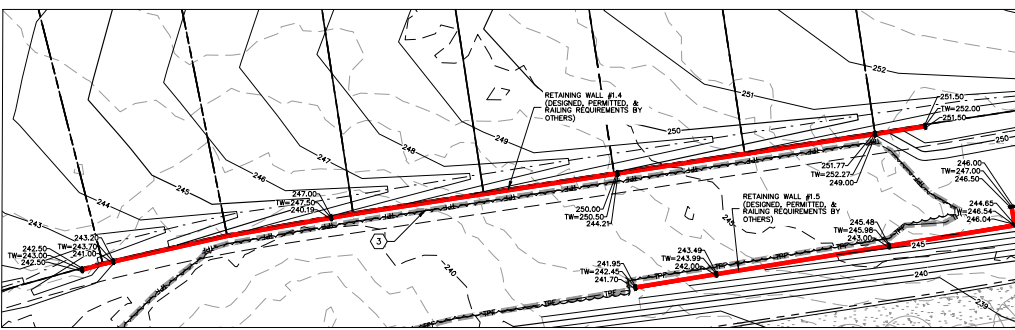 252
251
RETAINING WALL #1.4
(DESIGNED, PERMITTED, &
RAILING REQUIREMENTS BY
OTHERS)
250
249
248
247
246
245
244
243
251.50
TW=252.00
251.50
250
251.77
TW=252.27
249.00
247.00
TW=247.50
240.19
250.00
TW=250.50
244.21
RETAINING WALL #1.5
(DESIGNED, PERMITTED, &
RAILING REQUIREMENTS BY
OTHERS)
245
246.00
TW=247.00
246.50
244.65
TW=246.54
246.04
243.20
TW=243.70
241.00
242.50
TW=243.00
242.50
3
240
245.48
TW=245.98
243.00
245
243.49
TW=243.99
242.00
241.95
TW=242.45
241.70
240
239
TPF
TPF
TPF
TPF